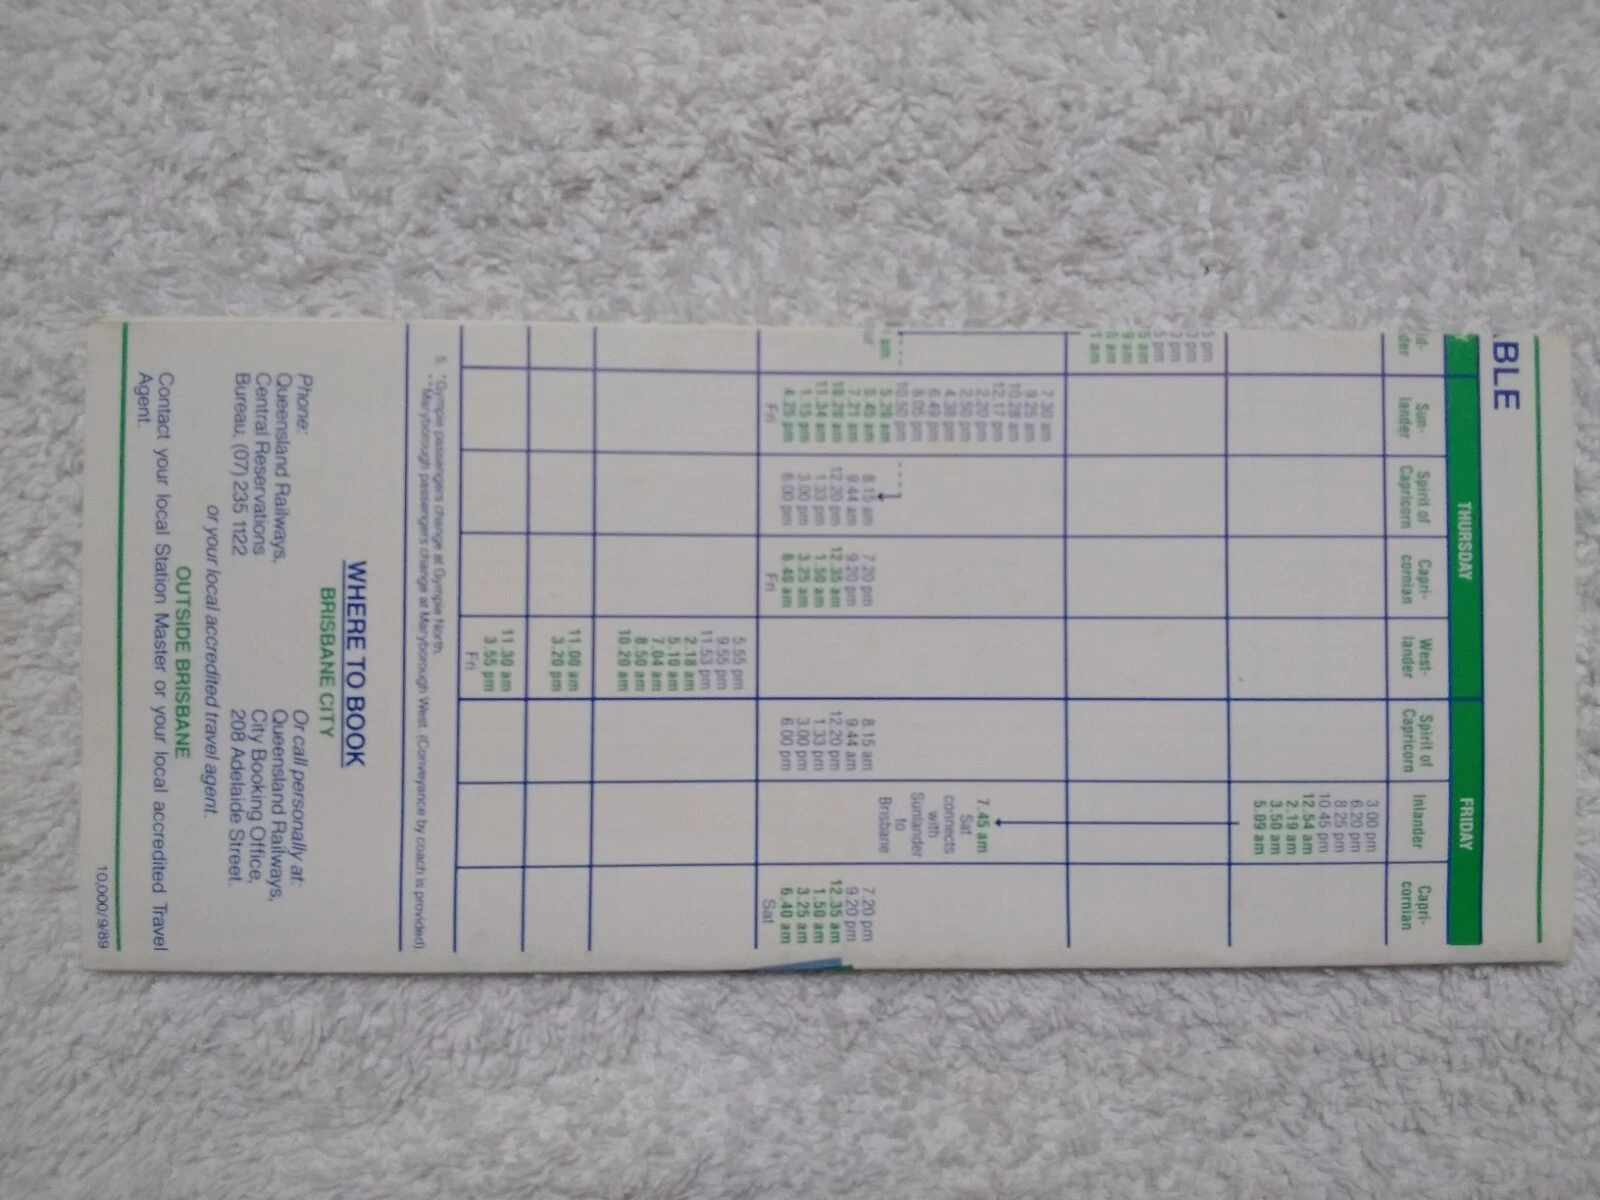 BLE
THURSDAY
FRIDAY
Sun-
lander
Spirit of
Capricorn
Capri-
cornian
West-
lander
Spirit of
Capricorn
Inlander
Capri-
cornian
7.30 am
9.25 am
10.28 am
12.17 pm
2.20 pm
2.50 pm
4.38 pm
6.49 pm
8.05 pm
10.50 pm
5.20 am
5.45 am
7.21 am
10.20 am
11.34 am
1.15 pm
4.25 pm
Fri
8.15 am
9.44 am
12.20 pm
1.33 pm
3.00 pm
6.00 pm
7.20 pm
9.20 pm
12.35 am
1.50 am
3.25 am
6.40 am
Fri
5.55 pm
9.55 pm
11.53 pm
2.18 am
5.10 am
7.04 am
8.50 am
10.20 am
11.00 am
3.20 pm
11.30 am
3.55 pm
Fri
8.15 am
9.44 am
12.20 pm
1.33 pm
3.00 pm
6.00 pm
3.00 pm
6.20 pm
8.25 pm
10.45 pm
12.54 am
2.19 am
3.50 am
5.09 am
7.45 am
Sat
connects
with
Sunlander
to
Brisbane
7.20 pm
9.20 pm
12.35 am
1.50 am
3.25 am
6.40 am
Sat
*Gympie passengers change at Gympie North.
**Maryborough passengers change at Maryborough West (Conveyance by coach is provided).
WHERE TO BOOK
BRISBANE CITY
Phone:
Queensland Railways,
Central Reservations
Bureau, (07) 235 1122
Or call personally at:
Queensland Railways,
City Booking Office,
208 Adelaide Street.
or your local accredited travel agent.
OUTSIDE BRISBANE
Contact your local Station Master or your local accredited Travel
Agent.
10,000/9/89